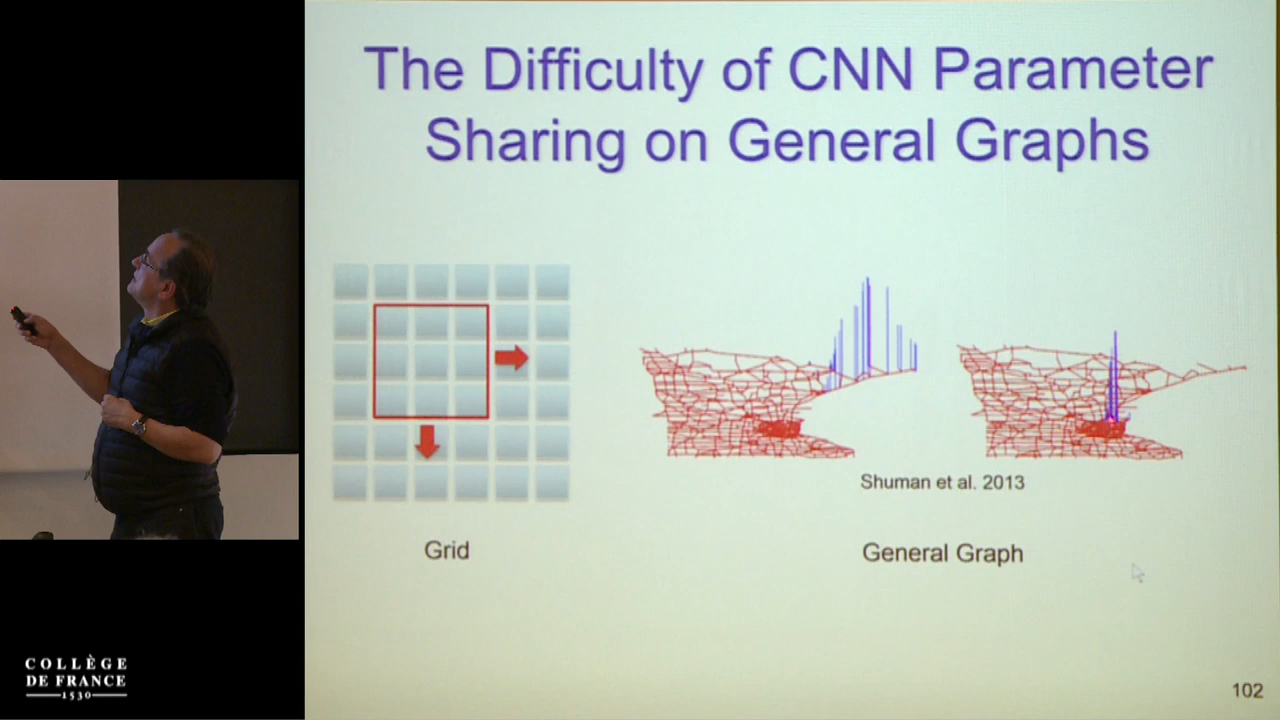 The Difficulty of CNN Parameter
Sharing on General Graphs
Shuman et al. 2013
Grid
General Graph
102
COLLÈGE
DE FRANCE
1530